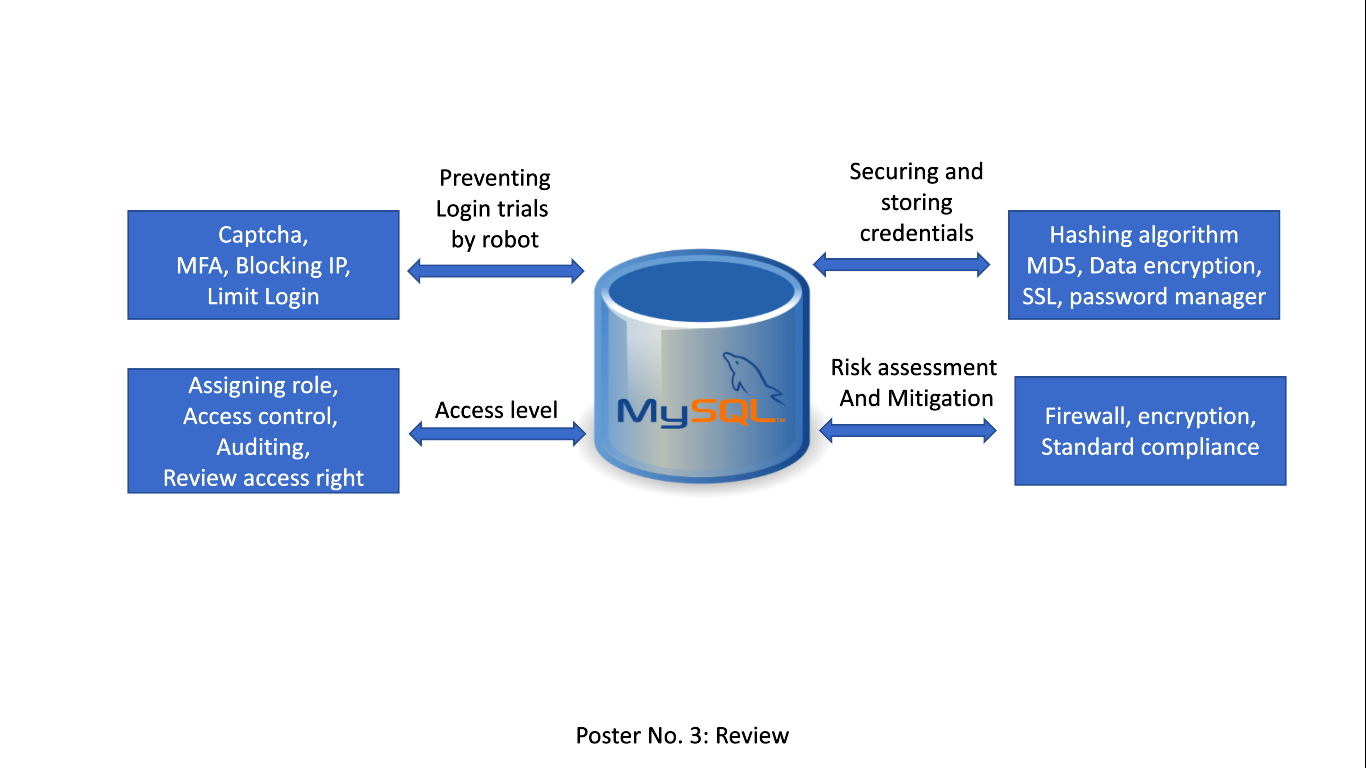 Preventing
Login trials
by robot
Captcha,
MFA, Blocking IP,
Limit Login
Securing and
storing
credentials
Hashing algorithm
MD5, Data encryption,
SSL, password manager
Assigning role,
Access control,
Auditing,
Review access right
Access level
MySQL™
Risk assessment
And Mitigation
Firewall, encryption,
Standard compliance
Poster No. 3: Review